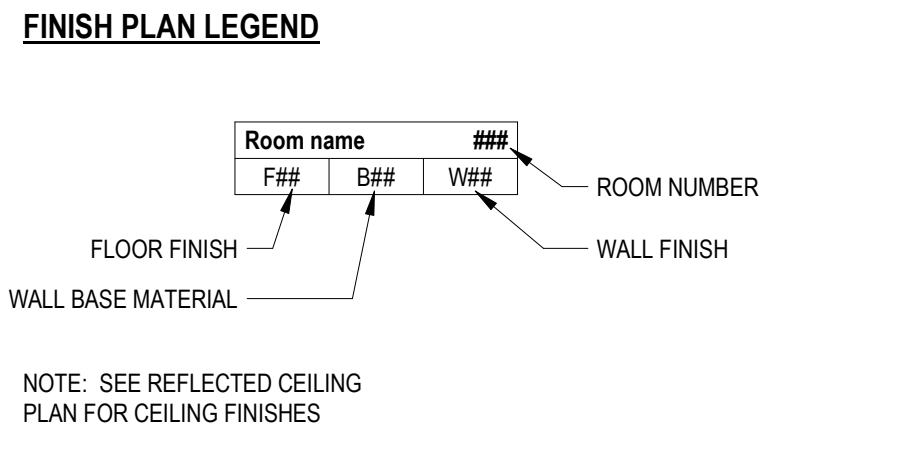 FINISH PLAN LEGEND
Room name ###
F## B## W##
ROOM NUMBER
FLOOR FINISH
WALL FINISH
WALL BASE MATERIAL
NOTE: SEE REFLECTED CEILING
PLAN FOR CEILING FINISHES